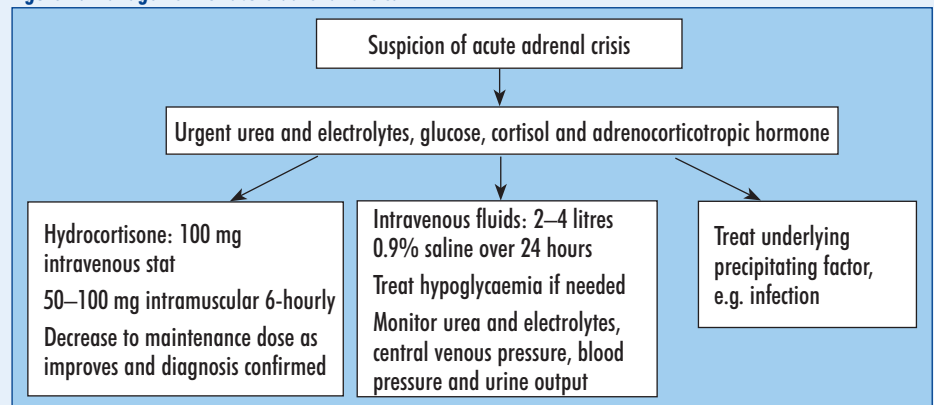 Suspicion of acute adrenal crisis
Urgent urea and electrolytes, glucose, cortisol and adrenocorticotropic hormone
Hydrocortisone: 100 mg
intravenous stat
50–100 mg intramuscular 6-hourly
Decrease to maintenance dose as
improves and diagnosis confirmed
Intravenous fluids: 2–4 litres
0.9% saline over 24 hours
Treat hypoglycaemia if needed
Monitor urea and electrolytes,
central venous pressure, blood
pressure and urine output
Treat underlying
precipitating factor,
e.g. infection